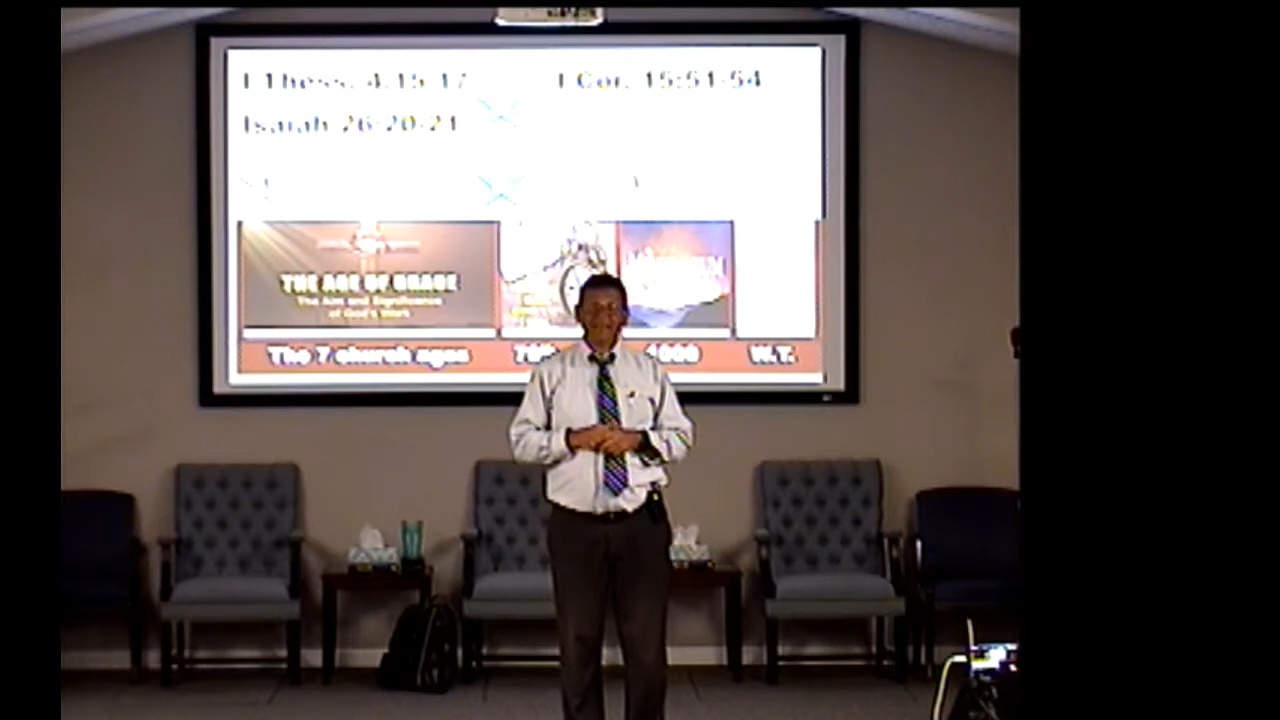 I Thess. 4:15-17 I Cor. 15:51-54
Isaiah 26:20-21
THE AGE OF GRACE
The Aim and Significance
of God's Work
The 7 church ages 1000 W.T.